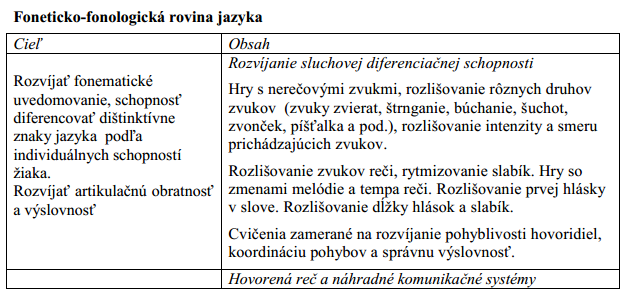 Foneticko-fonologická rovina jazyka
Cieľ
Obsah
Rozvíjať fonematické
uvedomovanie, schopnosť
diferencovať dištinktívne
znaky jazyka podľa
individuálnych schopností
žiaka.
Rozvíjať artikulačnú obratnosť
a výslovnosť
Rozvíjanie sluchovej diferenciačnej schopnosti
Hry s nerečovými zvukmi, rozlišovanie rôznych druhov
zvukov (zvuky zvierat, štrnganie, búchanie, šuchot,
zvonček, píšťalka a pod.), rozlišovanie intenzity a smeru
prichádzajúcich zvukov.
Rozlišovanie zvukov reči, rytmizovanie slabík. Hry so
zmenami melódie a tempa reči. Rozlišovanie prvej hlásky
v slove. Rozlišovanie dĺžky hlások a slabík.
Cvičenia zamerané na rozvíjanie pohyblivosti hovoridiel,
koordináciu pohybov a správnu výslovnosť.
Hovorená reč a náhradné komunikačné systémy